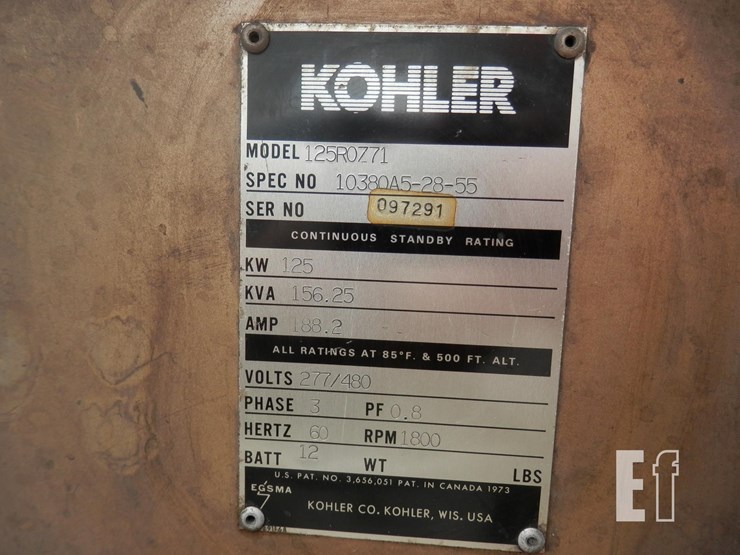 KOHLER
MODEL 125ROZ71
SPEC NO 10380A5-28-55
SER NO 097291
CONTINUOUS STANDBY RATING
KW 125
KVA 156.25
AMP 188.2
ALL RATINGS AT 85°F. & 500 FT. ALT.
VOLTS 277/480
PHASE 3 PF 0.8
HERTZ 60 RPM 1800
BATT 12 WT LBS
U.S. PAT. NO. 3,656,051 PAT. IN CANADA 1973
EGSMA
KOHLER CO. KOHLER, WIS. USA
Ef